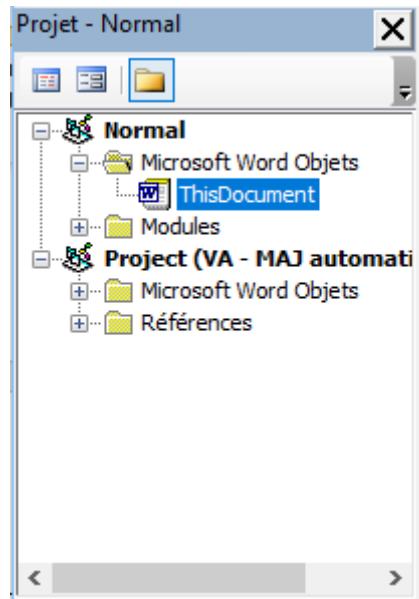 Projet - Normal
Normal
Microsoft Word Objets
ThisDocument
Modules
Project (VA - MAJ automati
Microsoft Word Objets
Références